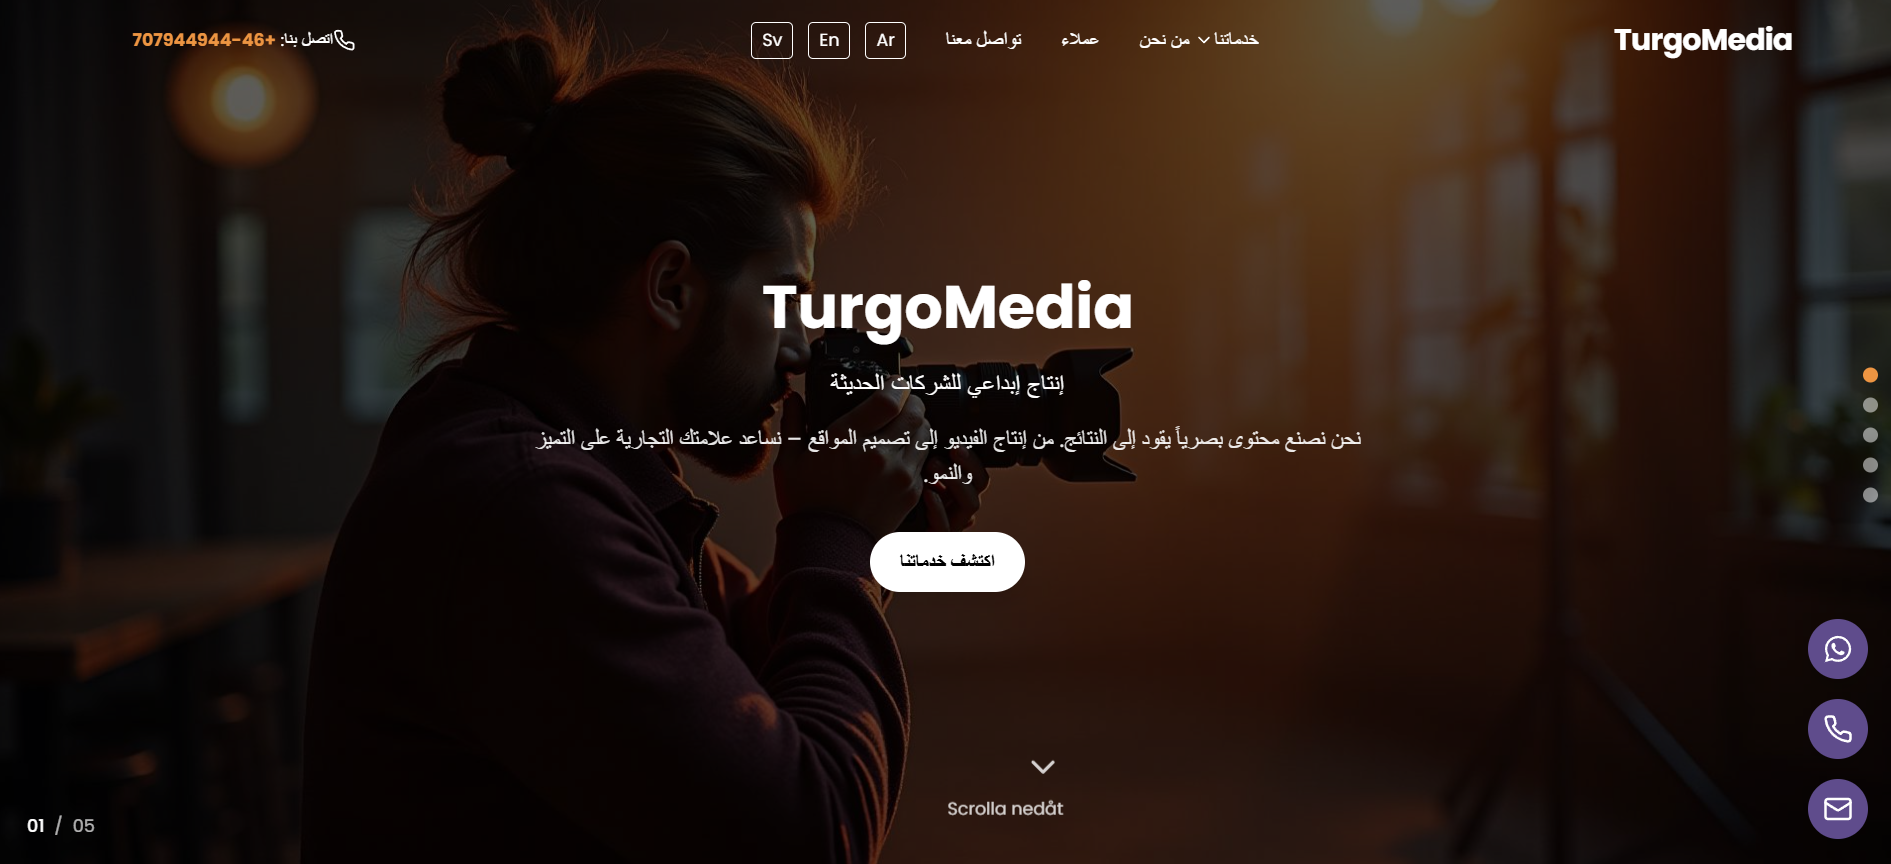 TurgoMedia
خدماتنا
من نحن
عملاء
تواصل معنا
Ar
En
Sv
اتصل بنا: +46-707944944
TurgoMedia
إنتاج إبداعي للشركات الحديثة
نحن نصنع محتوى بصرياً يقود إلى النتائج. من إنتاج الفيديو إلى تصميم المواقع – نساعد علامتك التجارية على التميز
والنمو.
اكتشف خدماتنا
Scrolla nedåt
01 / 05